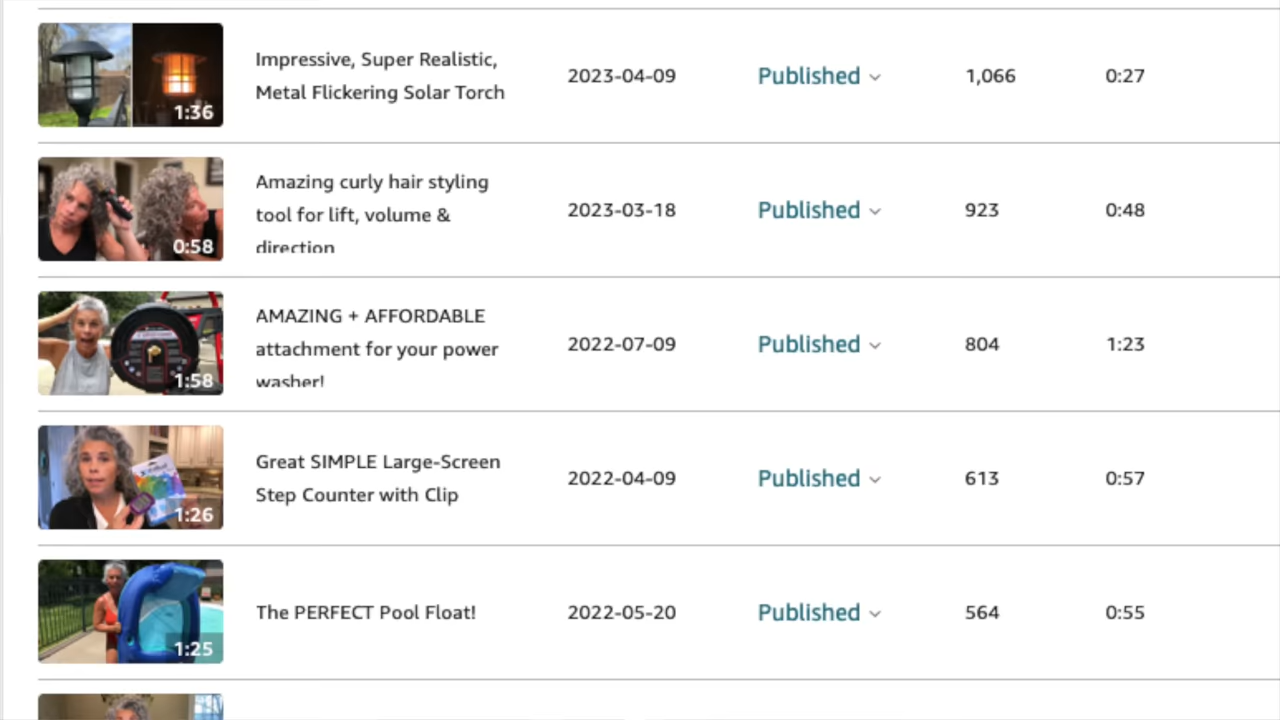 Impressive, Super Realistic,
Metal Flickering Solar Torch
2023-04-09
Published
1,066
0:27
1:36
Amazing curly hair styling
tool for lift, volume &
direction
2023-03-18
Published
923
0:48
0:58
AMAZING + AFFORDABLE
attachment for your power
washer!
2022-07-09
Published
804
1:23
1:58
Great SIMPLE Large-Screen
Step Counter with Clip
2022-04-09
Published
613
0:57
1:26
The PERFECT Pool Float!
2022-05-20
Published
564
0:55
1:25